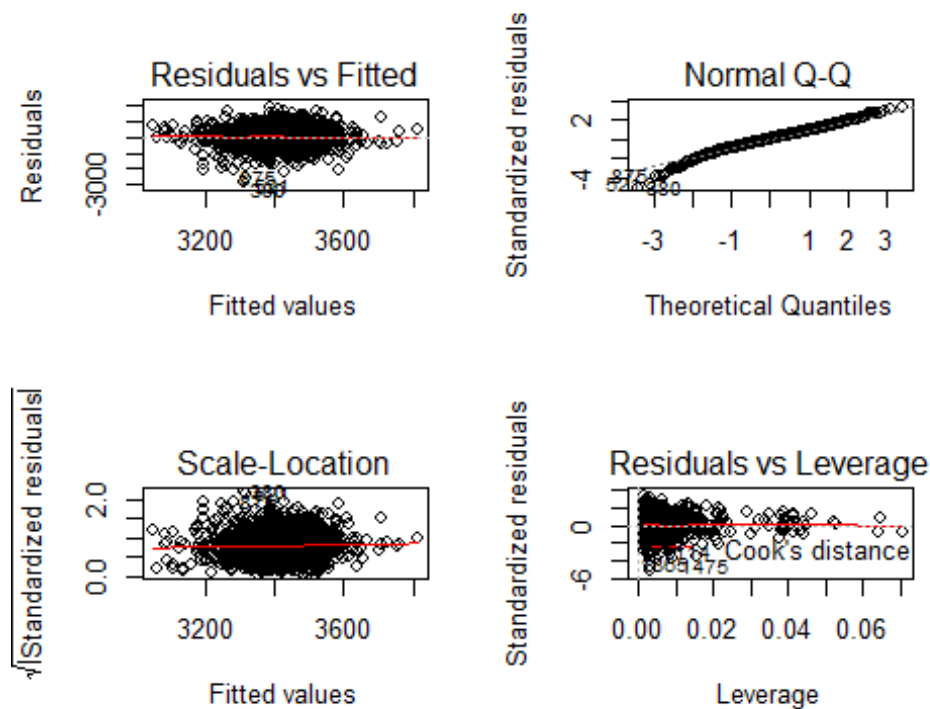 Residuals vs Fitted
Residuals
-3000
3200 3600
Fitted values
Normal Q-Q
Standardized residuals
-4 2
-3 -1 1 2 3
Theoretical Quantiles
Scale-Location
√|Standardized residuals|
0.0 2.0
3200 3600
Fitted values
Residuals vs Leverage
Standardized residuals
-6 0
Cook's distance
1475
0.00 0.02 0.04 0.06
Leverage